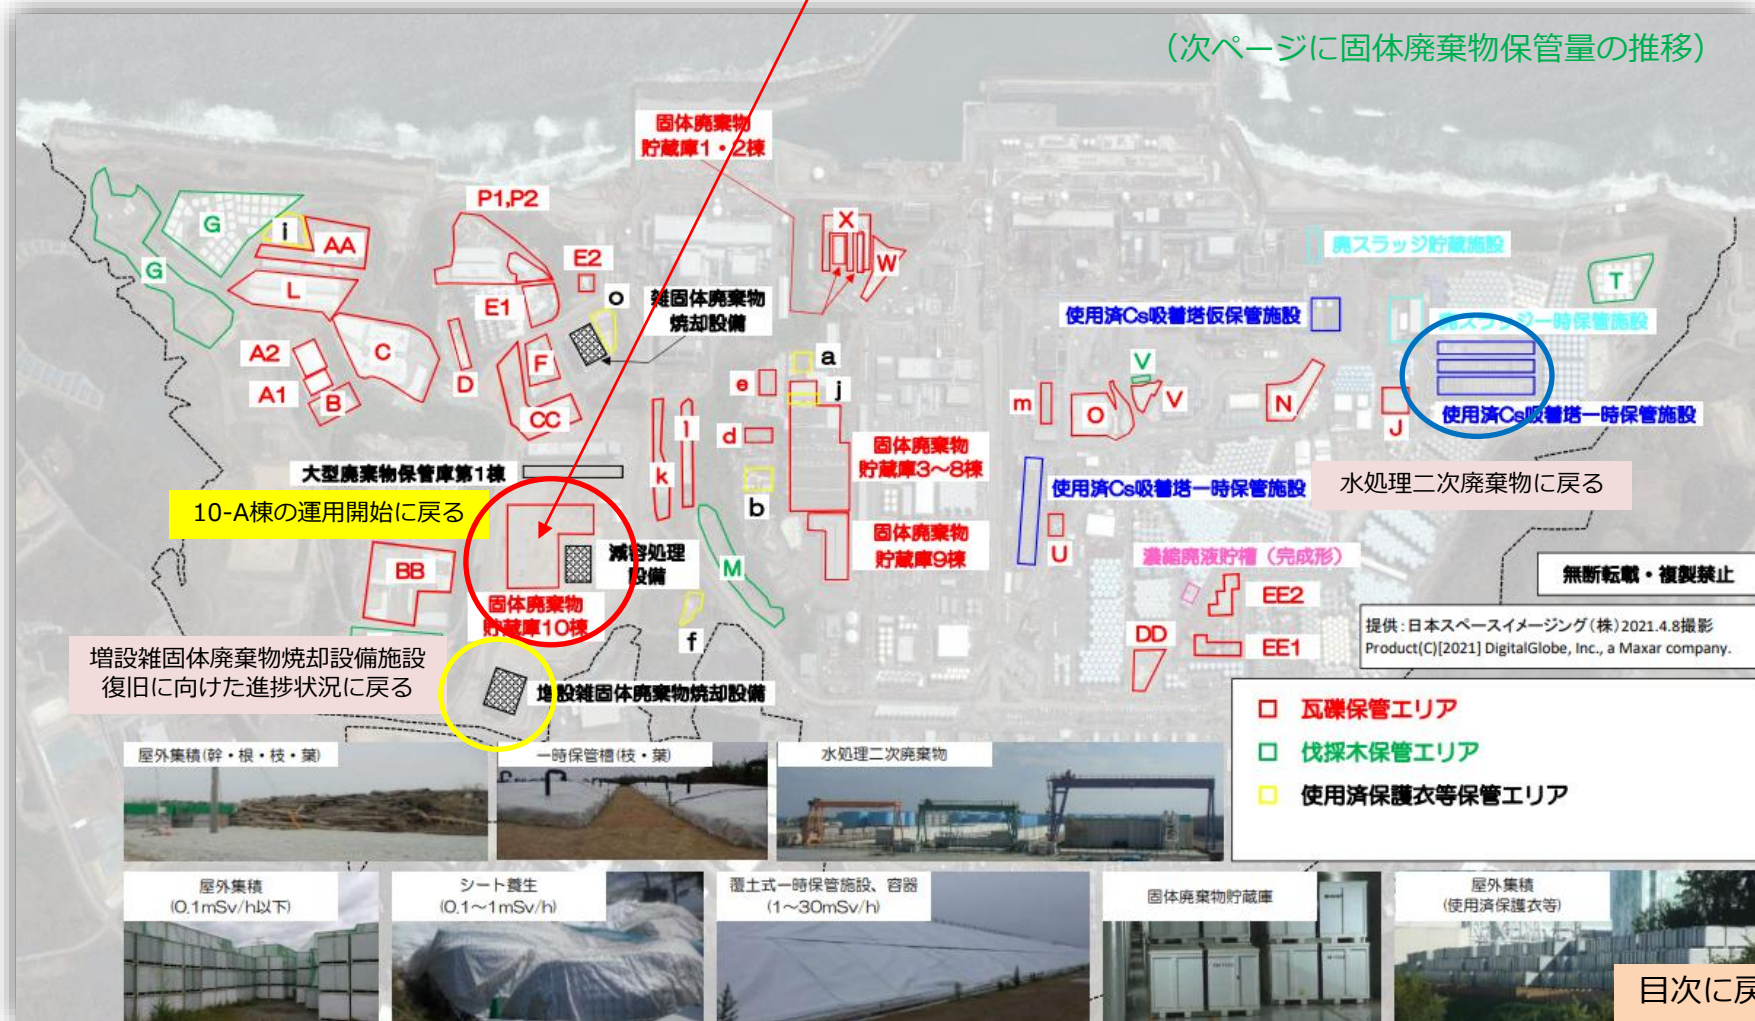 (次ページに固体廃棄物保管量の推移)
固体廃棄物
貯蔵庫1・2棟
P1,P2
G
i
AA
X
W
廃スラッジ貯蔵施設
G
L
E2
T
E1
o
雑固体廃棄物
焼却設備
使用済Cs吸着塔仮保管施設
廃スラッジ一時保管施設
A2
C
D
F
a
V
A1
B
e
j
m
O
V
N
J
CC
d
l
k
固体廃棄物
貯蔵庫3～8棟
使用済Cs吸着塔一時保管施設
大型廃棄物保管庫第1棟
使用済Cs吸着塔一時保管施設
水処理二次廃棄物に戻る
10-A棟の運用開始に戻る
b
固体廃棄物
貯蔵庫9棟
U
BB
減容処理
設備
M
濃縮廃液貯槽(完成形)
無断転載・複製禁止
固体廃棄物
貯蔵庫10棟
f
EE2
DD
EE1
提供:日本スペースイメージング(株)2021.4.8撮影
Product(C)[2021] DigitalGlobe, Inc., a Maxar company.
増設雑固体廃棄物焼却設備施設
復旧に向けた進捗状況に戻る
増設雑固体廃棄物焼却設備
瓦礫保管エリア
伐採木保管エリア
使用済保護衣等保管エリア
屋外集積(幹・根・枝・葉)
一時保管槽(枝・葉)
水処理二次廃棄物
屋外集積
(0.1mSv/h以下)
シート養生
(0.1～1mSv/h)
覆土式一時保管施設、容器
(1～30mSv/h)
固体廃棄物貯蔵庫
屋外集積
(使用済保護衣等)
目次に戻